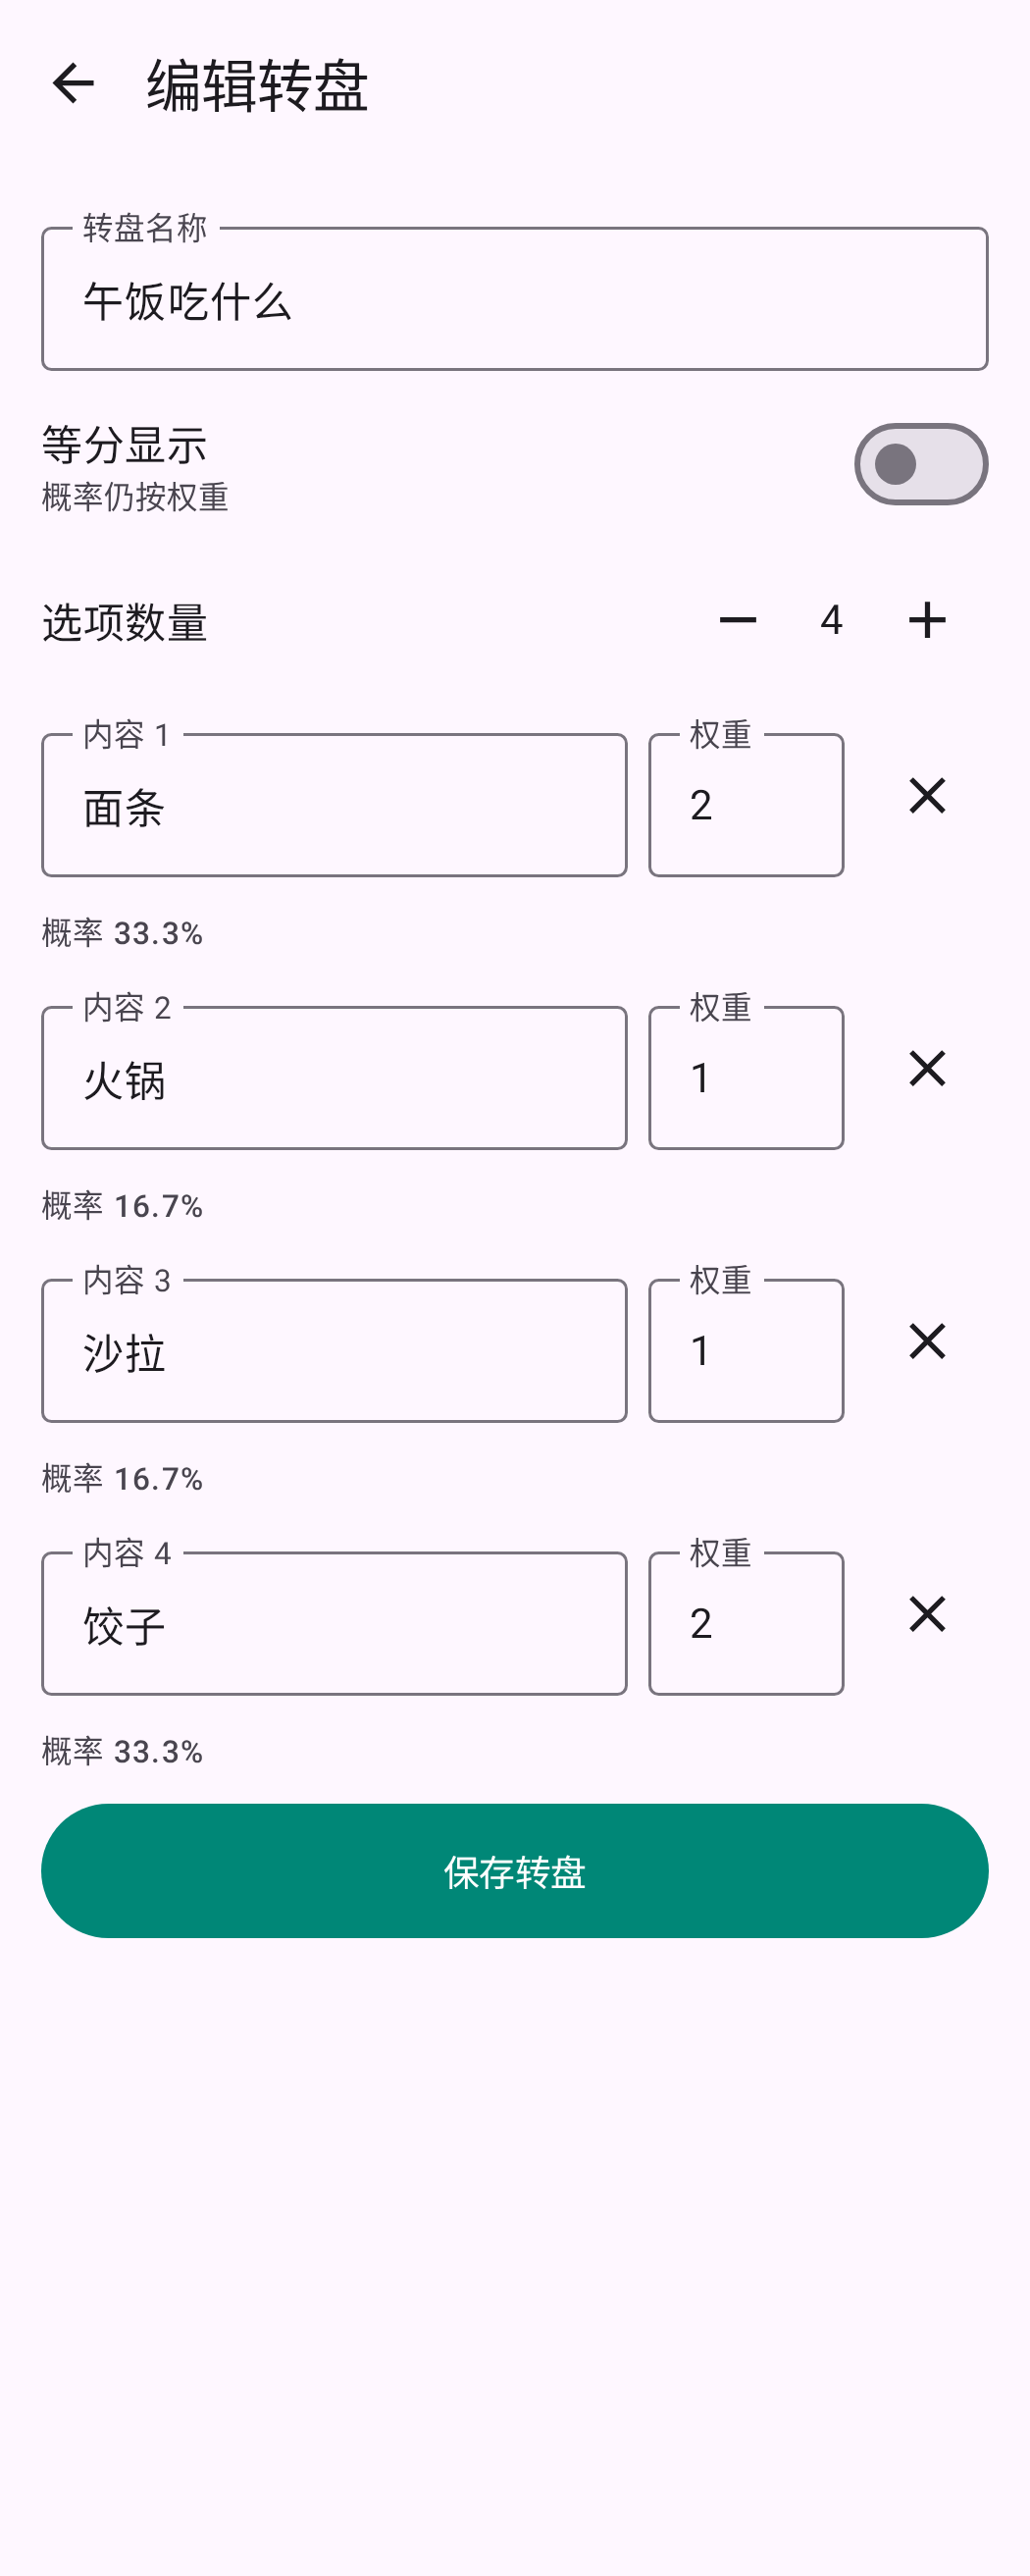 编辑转盘
转盘名称
午饭吃什么
等分显示
概率仍按权重
选项数量 4
内容 1 权重
面条 2
概率 33.3%
内容 2 权重
火锅 1
概率 16.7%
内容 3 权重
沙拉 1
概率 16.7%
内容 4 权重
饺子 2
概率 33.3%
保存转盘